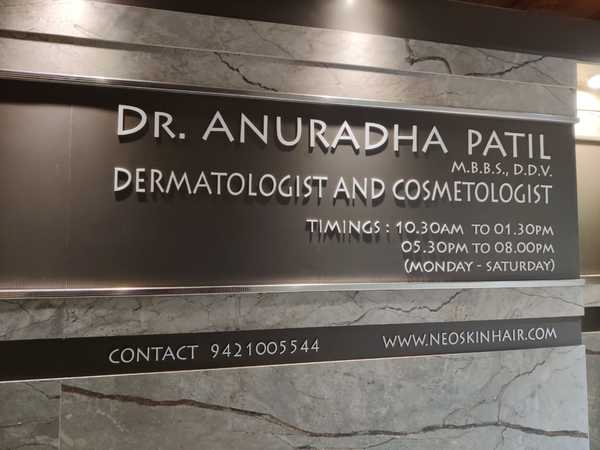 DR. ANURADHA PATIL
M.B.B.S., D.D.V.
DERMATOLOGIST AND COSMETOLOGIST
TIMINGS : 10.30AM TO 01.30PM
05.30PM TO 08.00PM
(MONDAY - SATURDAY)
CONTACT 9421005544
WWW.NEOSKINHAIR.COM